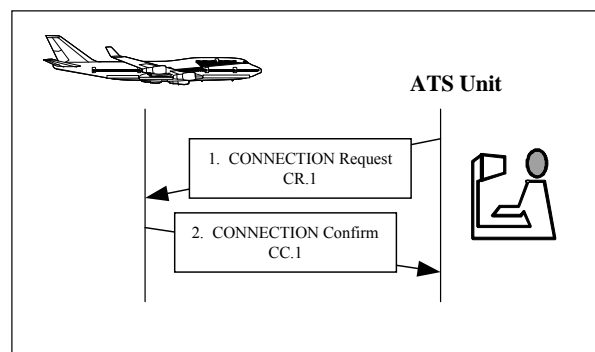 ATS Unit
1. CONNECTION Request
CR.1
2. CONNECTION Confirm
CC.1